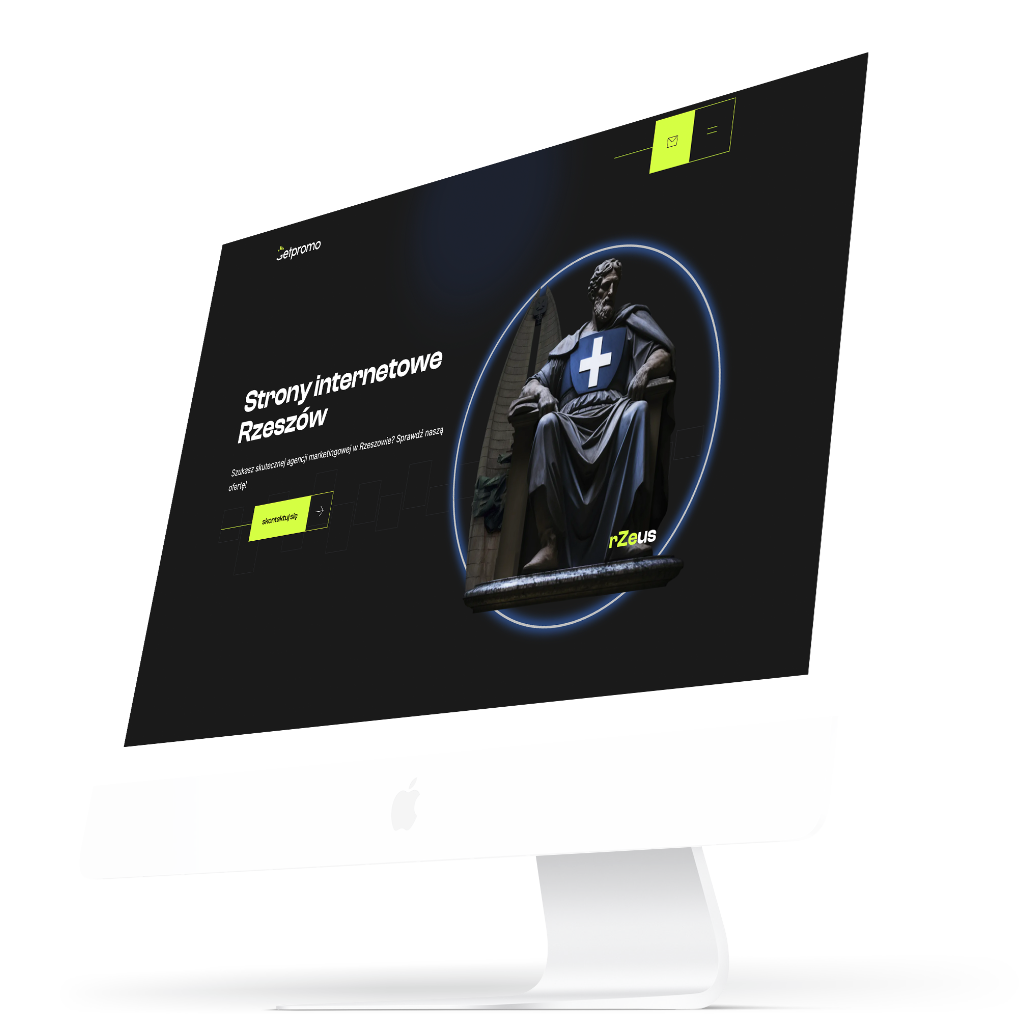 Getpromo
Strony internetowe
Rzeszów
Szukasz skutecznej agencji marketingowej w Rzeszowie? Sprawdź naszą
ofertę!
skontaktuj się
rZeus